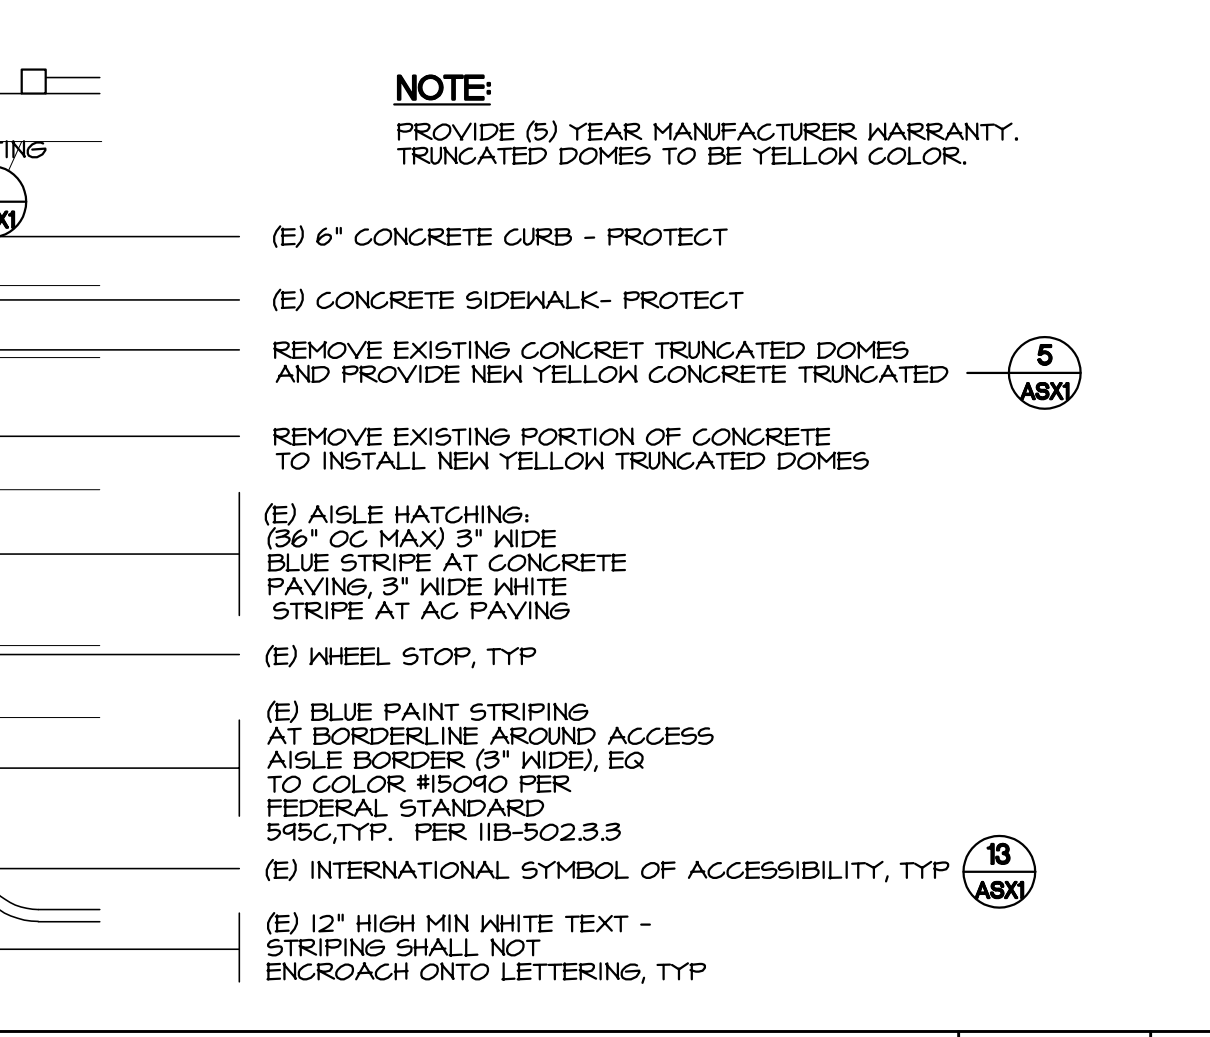 NOTE:
PROVIDE (5) YEAR MANUFACTURER WARRANTY.
TRUNCATED DOMES TO BE YELLOW COLOR.
(E) 6" CONCRETE CURB - PROTECT
(E) CONCRETE SIDEWALK- PROTECT
REMOVE EXISTING CONCRET TRUNCATED DOMES
AND PROVIDE NEW YELLOW CONCRETE TRUNCATED
5
ASX1
REMOVE EXISTING PORTION OF CONCRETE
TO INSTALL NEW YELLOW TRUNCATED DOMES
(E) AISLE HATCHING:
(36" OC MAX) 3" WIDE
BLUE STRIPE AT CONCRETE
PAVING, 3" WIDE WHITE
STRIPE AT AC PAVING
(E) WHEEL STOP, TYP
(E) BLUE PAINT STRIPING
AT BORDERLINE AROUND ACCESS
AISLE BORDER (3" WIDE), EQ
TO COLOR #15090 PER
FEDERAL STANDARD
595C,TYP.  PER 11B-502.3.3
(E) INTERNATIONAL SYMBOL OF ACCESSIBILITY, TYP
13
ASX1
(E) 12" HIGH MIN WHITE TEXT -
STRIPING SHALL NOT
ENCROACH ONTO LETTERING, TYP